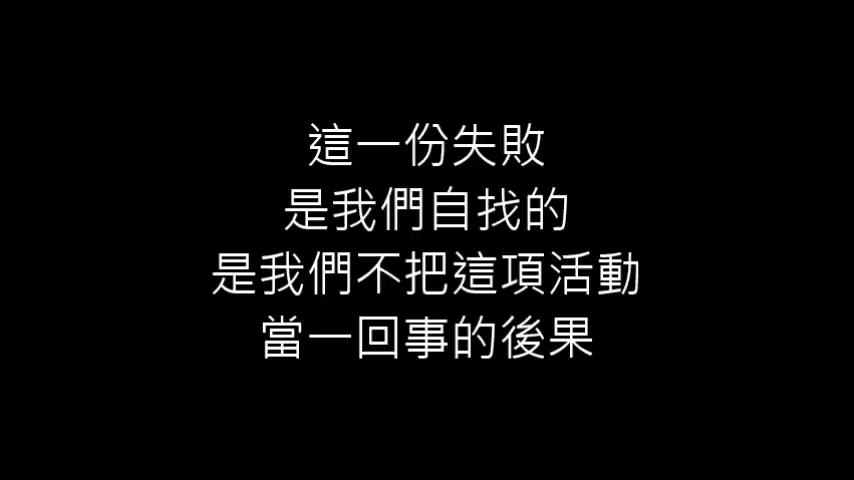 這一份失敗
是我們自找的
是我們不把這項活動
當一回事的後果